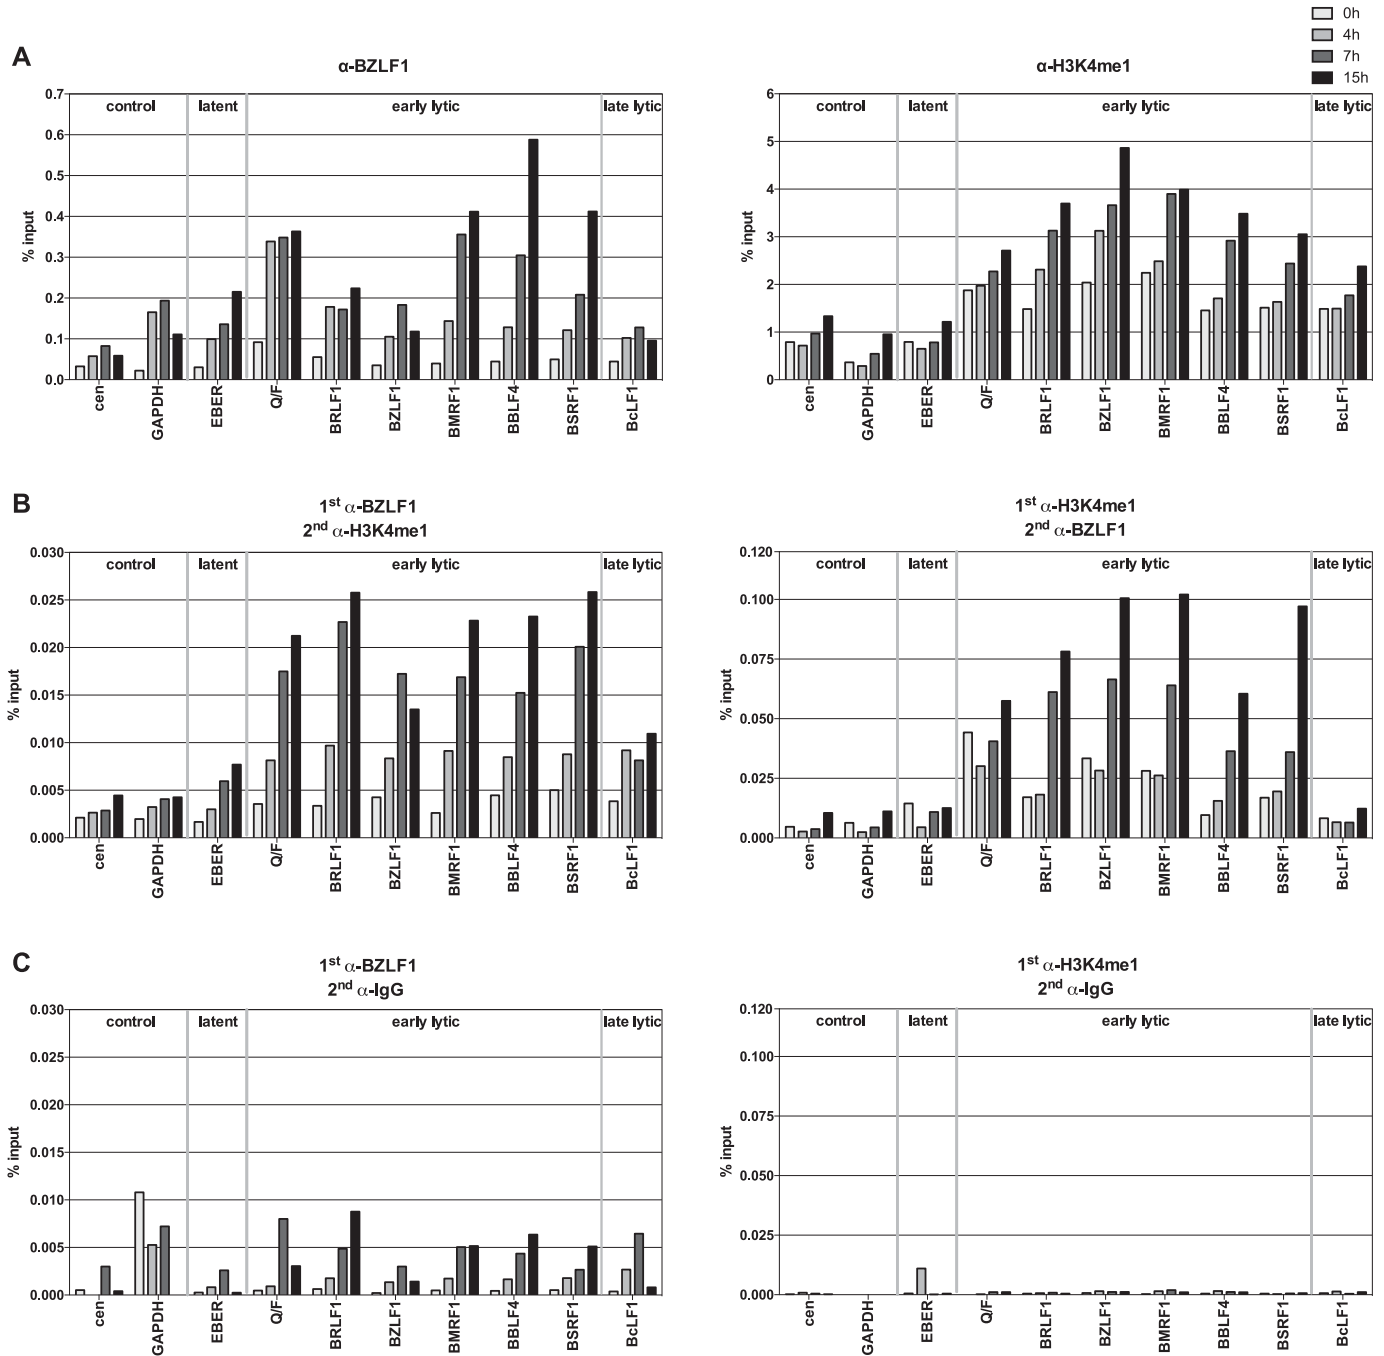 0h
4h
7h
15h
A
α-BZLF1
% input
0.7
0.6
0.5
0.4
0.3
0.2
0.1
0.0
control
latent
early lytic
late lytic
cen
GAPDH
EBER
Q/F
BRLF1
BZLF1
BMRF1
BBLF4
BSRF1
BcLF1
α-H3K4me1
% input
6
5
4
3
2
1
0
control
latent
early lytic
late lytic
cen
GAPDH
EBER
Q/F
BRLF1
BZLF1
BMRF1
BBLF4
BSRF1
BcLF1
B
1st α-BZLF1
2nd α-H3K4me1
% input
0.030
0.025
0.020
0.015
0.010
0.005
0.000
control
latent
early lytic
late lytic
cen
GAPDH
EBER
Q/F
BRLF1
BZLF1
BMRF1
BBLF4
BSRF1
BcLF1
1st α-H3K4me1
2nd α-BZLF1
% input
0.120
0.100
0.075
0.050
0.025
0.000
control
latent
early lytic
late lytic
cen
GAPDH
EBER
Q/F
BRLF1
BZLF1
BMRF1
BBLF4
BSRF1
BcLF1
C
1st α-BZLF1
2nd α-IgG
% input
0.030
0.025
0.020
0.015
0.010
0.005
0.000
control
latent
early lytic
late lytic
cen
GAPDH
EBER
Q/F
BRLF1
BZLF1
BMRF1
BBLF4
BSRF1
BcLF1
1st α-H3K4me1
2nd α-IgG
% input
0.120
0.100
0.075
0.050
0.025
0.000
control
latent
early lytic
late lytic
cen
GAPDH
EBER
Q/F
BRLF1
BZLF1
BMRF1
BBLF4
BSRF1
BcLF1